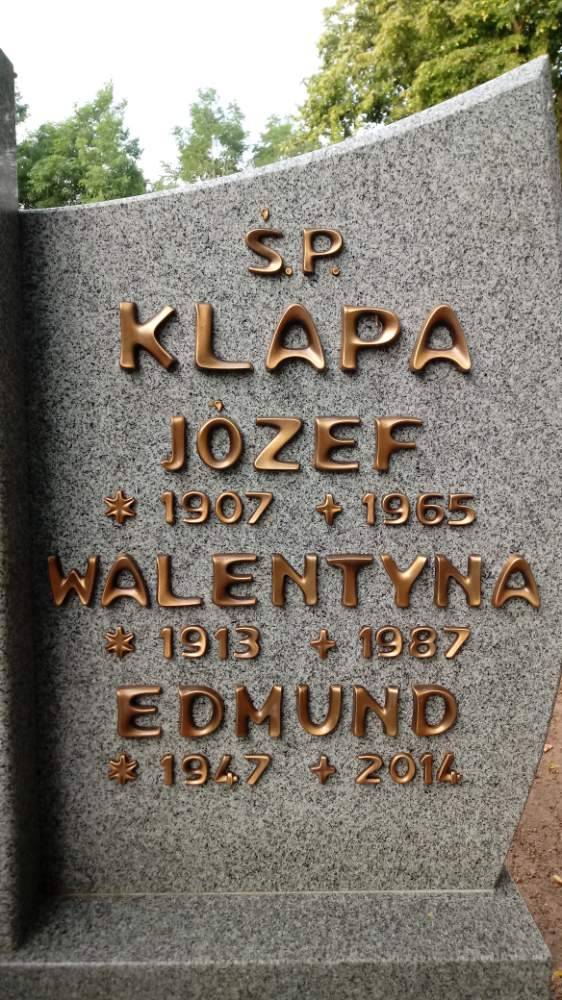 Ś.P.
KLAPA
JÓZEF
* 1907 + 1965
WALENTYNA
* 1913 + 1987
EDMUND
* 1947 + 2014